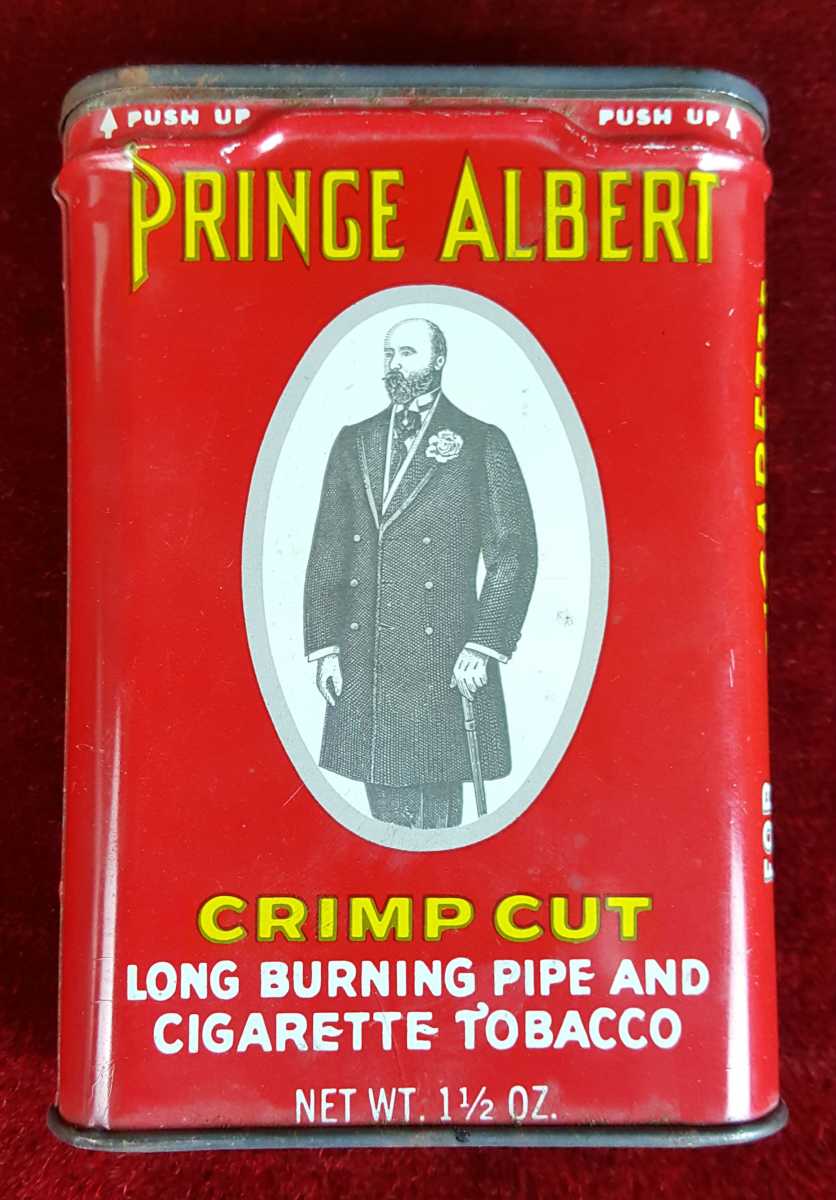 PUSH UP PUSH UP
PRINCE ALBERT
CRIMP CUT
LONG BURNING PIPE AND
CIGARETTE TOBACCO
NET WT. 1½ OZ.
FOR